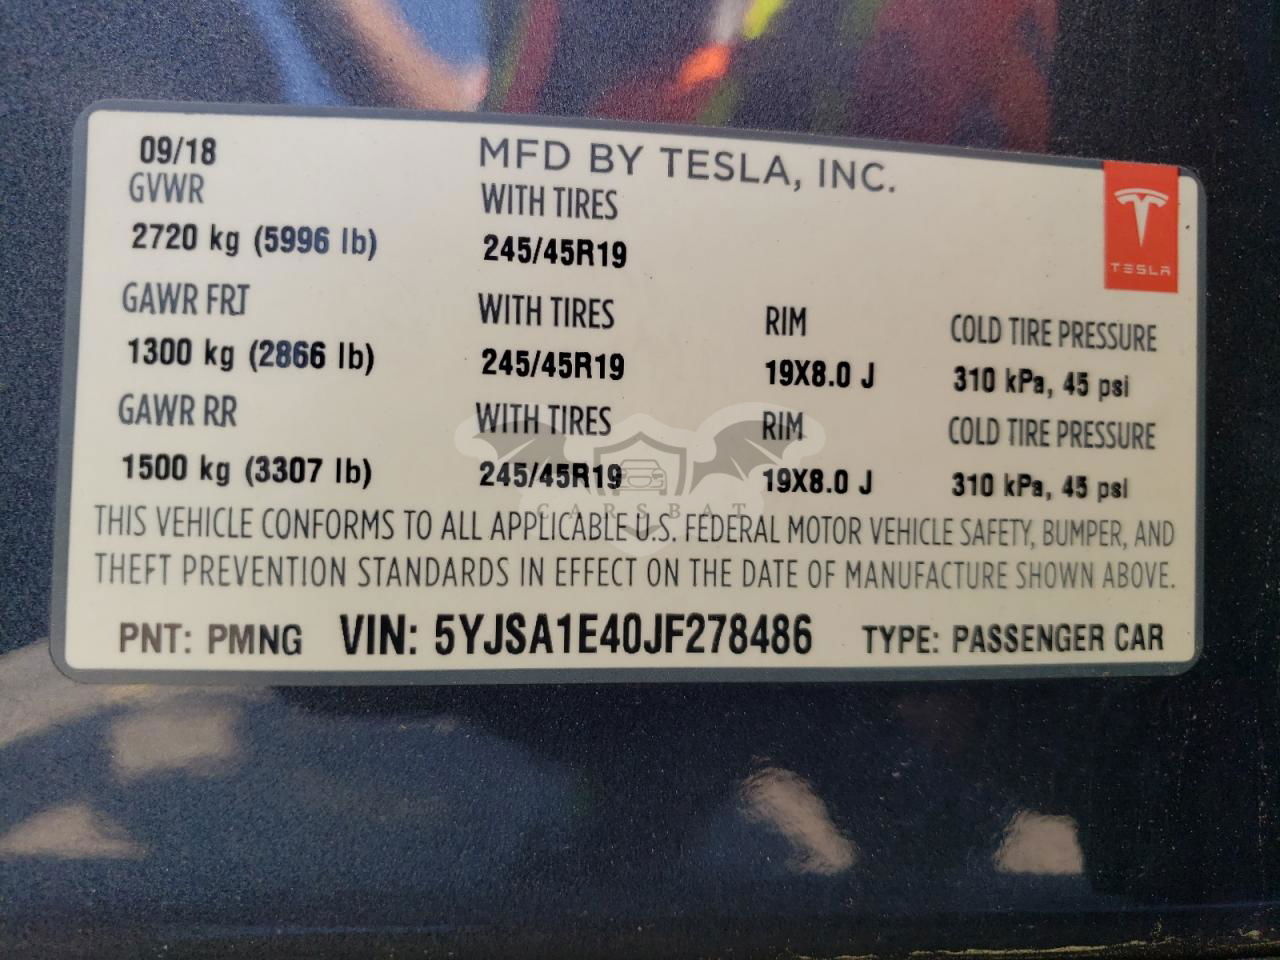 09/18 MFD BY TESLA, INC.
GVWR WITH TIRES
2720 kg (5996 lb) 245/45R19
TESLA
GAWR FRT WITH TIRES RIM COLD TIRE PRESSURE
1300 kg (2866 lb) 245/45R19 19X8.0 J 310 kPa, 45 psi
GAWR RR WITH TIRES RIM COLD TIRE PRESSURE
1500 kg (3307 lb) 245/45R19 19X8.0 J 310 kPa, 45 psi
CARSBAT
THIS VEHICLE CONFORMS TO ALL APPLICABLE U.S. FEDERAL MOTOR VEHICLE SAFETY, BUMPER, AND
THEFT PREVENTION STANDARDS IN EFFECT ON THE DATE OF MANUFACTURE SHOWN ABOVE.
PNT: PMNG VIN: 5YJSA1E40JF278486 TYPE: PASSENGER CAR